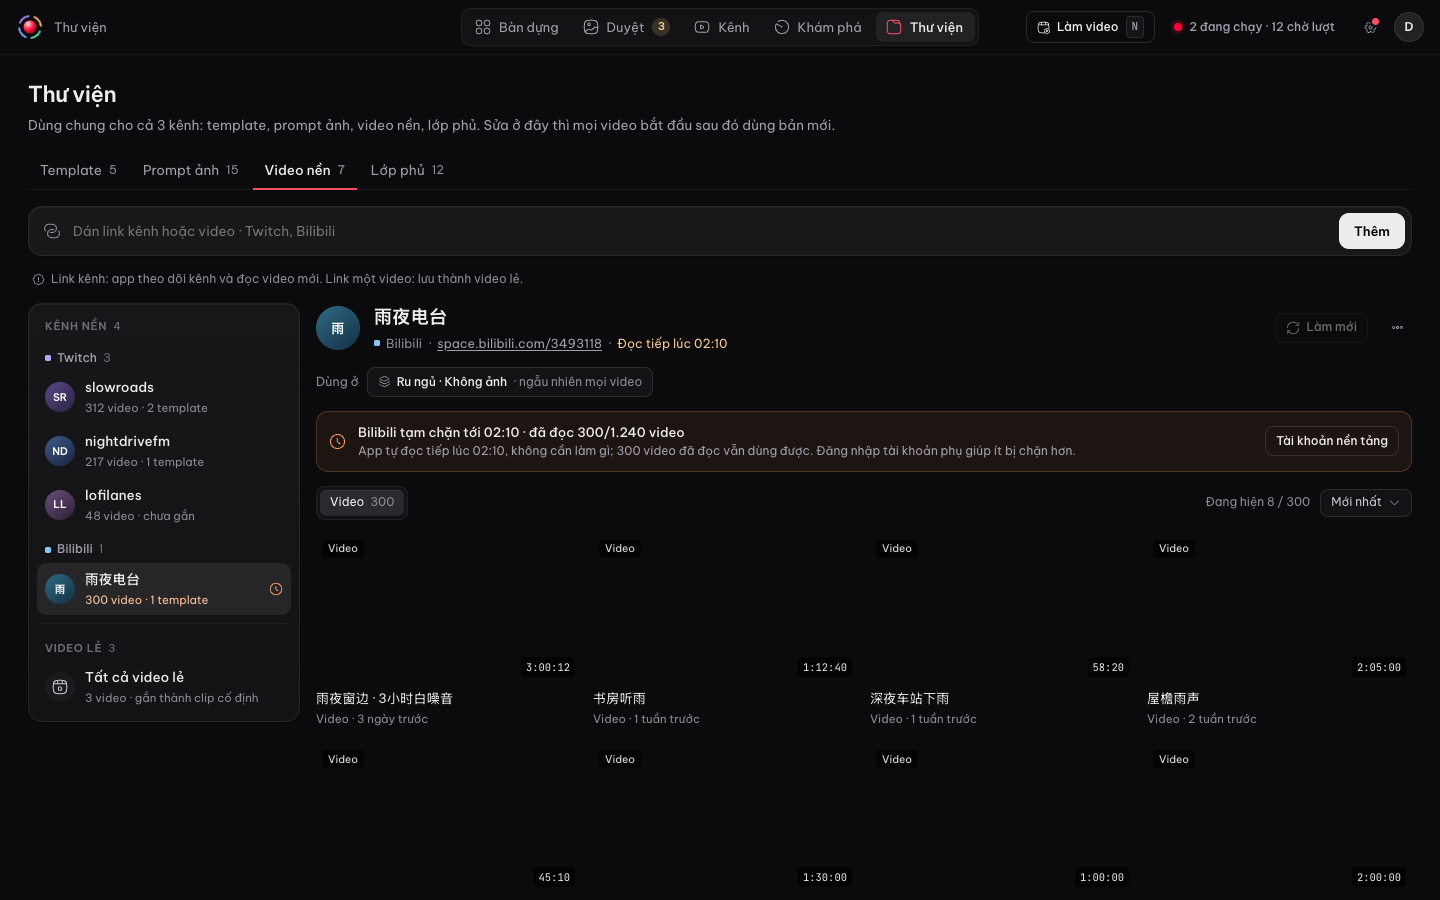 Thư viện
Bàn dựng
Duyệt 3
Kênh
Khám phá
Thư viện
Làm video N
2 đang chạy · 12 chờ lượt
D
Thư viện
Dùng chung cho cả 3 kênh: template, prompt ảnh, video nền, lớp phủ. Sửa ở đây thì mọi video bắt đầu sau đó dùng bản mới.
Template 5
Prompt ảnh 15
Video nền 7
Lớp phủ 12
Dán link kênh hoặc video · Twitch, Bilibili
Thêm
Link kênh: app theo dõi kênh và đọc video mới. Link một video: lưu thành video lẻ.
KÊNH NỀN 4
Twitch 3
SR
slowroads
312 video · 2 template
ND
nightdrivefm
217 video · 1 template
LL
lofilanes
48 video · chưa gắn
Bilibili 1
雨
雨夜电台
300 video · 1 template
VIDEO LẺ 3
Tất cả video lẻ
3 video · gắn thành clip cố định
雨
雨夜电台
Bilibili · space.bilibili.com/3493118 · Đọc tiếp lúc 02:10
Làm mới
Dùng ở
Ru ngủ · Không ảnh · ngẫu nhiên mọi video
Bilibili tạm chặn tới 02:10 · đã đọc 300/1.240 video
App tự đọc tiếp lúc 02:10, không cần làm gì; 300 video đã đọc vẫn dùng được. Đăng nhập tài khoản phụ giúp ít bị chặn hơn.
Tài khoản nền tảng
Video 300
Đang hiện 8 / 300
Mới nhất
Video
3:00:12
雨夜窗边 · 3小时白噪音
Video · 3 ngày trước
Video
1:12:40
书房听雨
Video · 1 tuần trước
Video
58:20
深夜车站下雨
Video · 1 tuần trước
Video
2:05:00
屋檐雨声
Video · 2 tuần trước
Video
45:10
Video
1:30:00
Video
1:00:00
Video
2:00:00